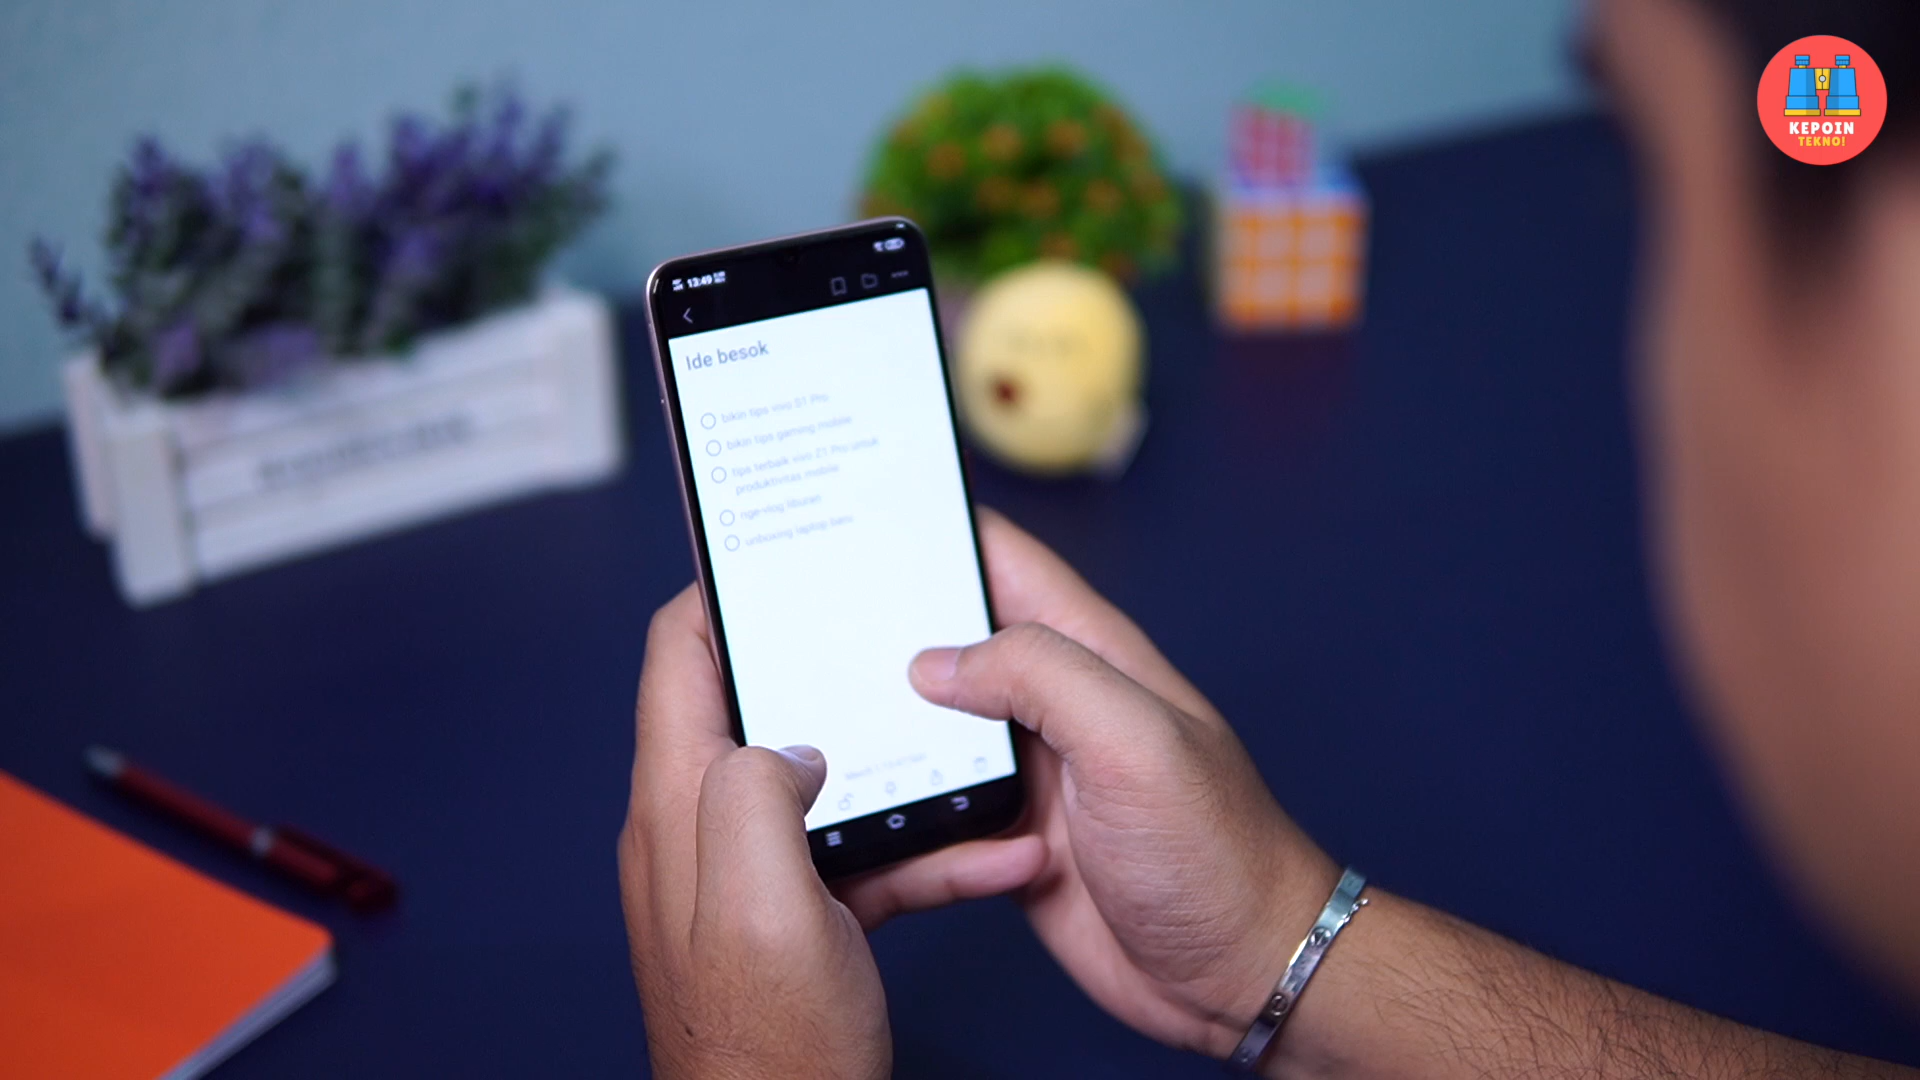 KEPOIN
TEKNO!
13:49
Ide besok
bikin tips vivo S1 Pro
bikin tips gaming mobile
tips terbaik vivo Z1 Pro untuk
produktivitas mobile
nge-vlog liburan
unboxing laptop baru